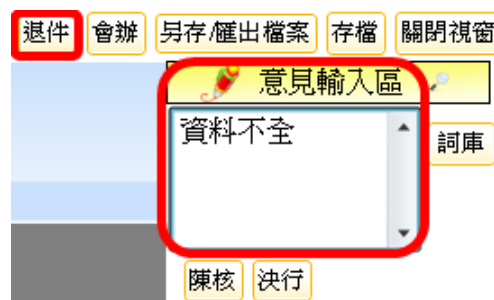 退件 會辦 另存/匯出檔案 存檔 關閉視窗
意見輸入區
資料不全
詞庫
陳核 決行